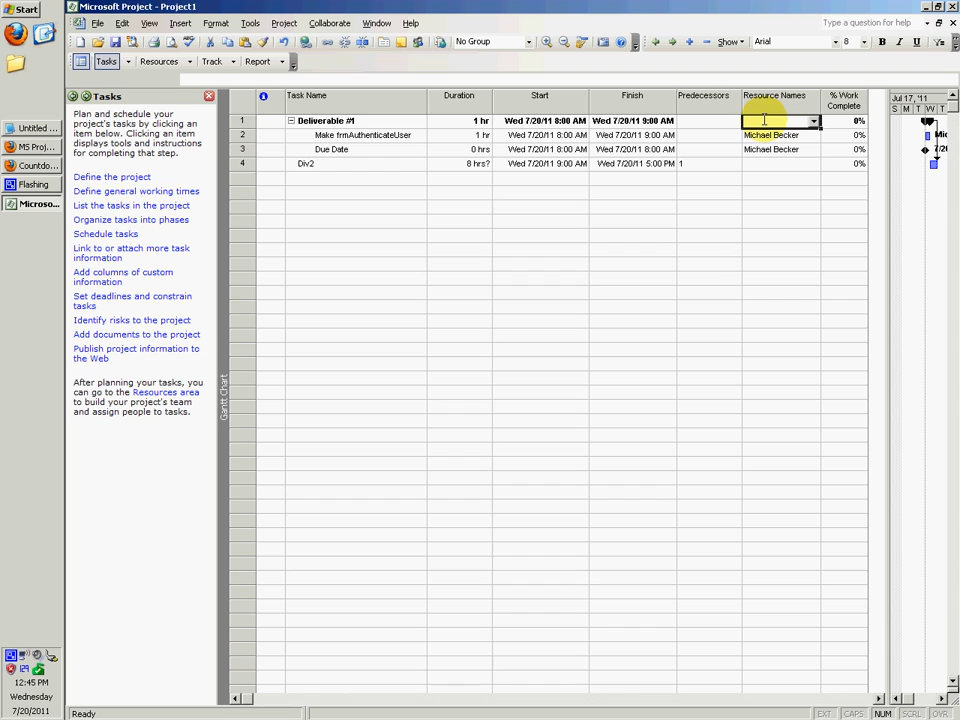 Start
Microsoft Project - Project1
File Edit View Insert Format Tools Project Collaborate Window Help
Type a question for help
No Group
Show
Arial
8
B I U
Tasks Resources Track Report
Untitled ...
MS Proj...
Countdo...
Flashing
Microso...
12:45 PM
Wednesday
7/20/2011
Tasks
Plan and schedule your
project's tasks by clicking an
item below. Clicking an item
displays tools and instructions
for completing that step.
Define the project
Define general working times
List the tasks in the project
Organize tasks into phases
Schedule tasks
Link to or attach more task
information
Add columns of custom
information
Set deadlines and constrain
tasks
Identify risks to the project
Add documents to the project
Publish project information to
the Web
After planning your tasks, you
can go to the Resources area
to build your project's team
and assign people to tasks.
Gantt Chart
Task Name Duration Start Finish Predecessors Resource Names % Work Complete
1 Deliverable #1 1 hr Wed 7/20/11 8:00 AM Wed 7/20/11 9:00 AM 0%
2 Make frmAuthenticateUser 1 hr Wed 7/20/11 8:00 AM Wed 7/20/11 9:00 AM Michael Becker 0%
3 Due Date 0 hrs Wed 7/20/11 8:00 AM Wed 7/20/11 8:00 AM Michael Becker 0%
4 Div2 8 hrs? Wed 7/20/11 9:00 AM Wed 7/20/11 5:00 PM 1 0%
Jul 17, '11
S M T W T
Mic
7/20
Ready
EXT CAPS NUM SCRL OVR